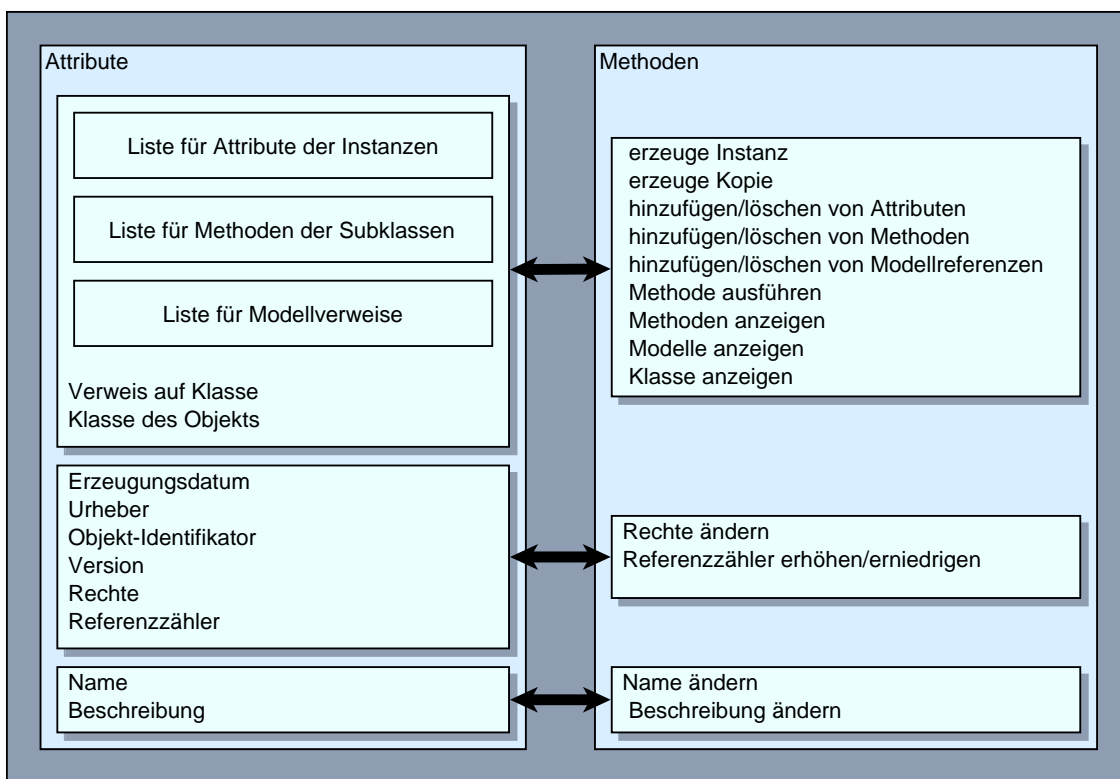 Attribute
Liste für Attribute der Instanzen
Liste für Methoden der Subklassen
Liste für Modellverweise
Verweis auf Klasse
Klasse des Objekts
Erzeugungsdatum
Urheber
Objekt-Identifikator
Version
Rechte
Referenzzähler
Name
Beschreibung
Methoden
erzeuge Instanz
erzeuge Kopie
hinzufügen/löschen von Attributen
hinzufügen/löschen von Methoden
hinzufügen/löschen von Modellreferenzen
Methode ausführen
Methoden anzeigen
Modelle anzeigen
Klasse anzeigen
Rechte ändern
Referenzzähler erhöhen/erniedrigen
Name ändern
Beschreibung ändern